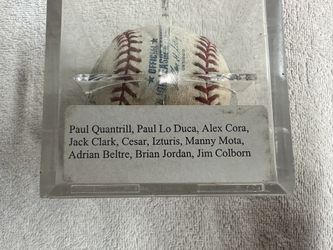 OFFICIAL
Paul Quantrill, Paul Lo Duca, Alex Cora,
Jack Clark, Cesar, Izturis, Manny Mota,
Adrian Beltre, Brian Jordan, Jim Colborn